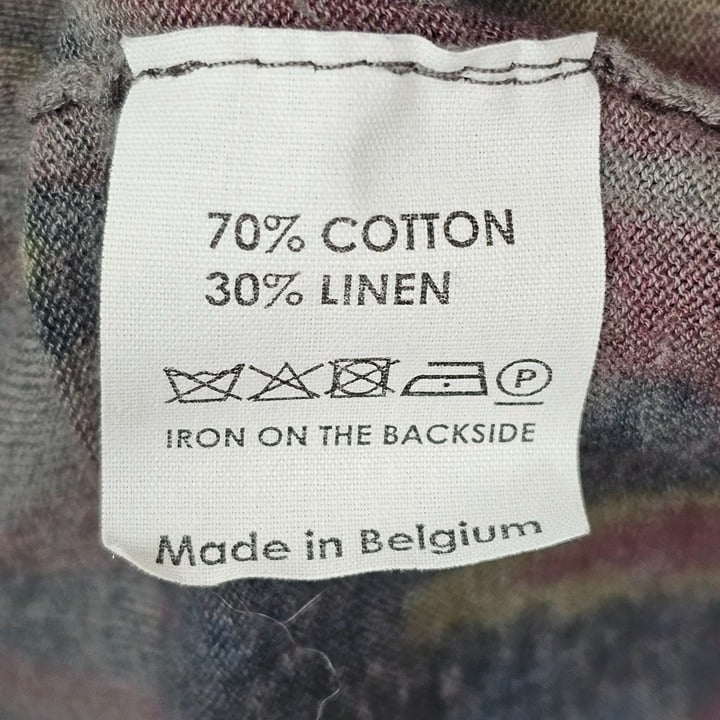 70% COTTON
30% LINEN
P
IRON ON THE BACKSIDE
Made in Belgium